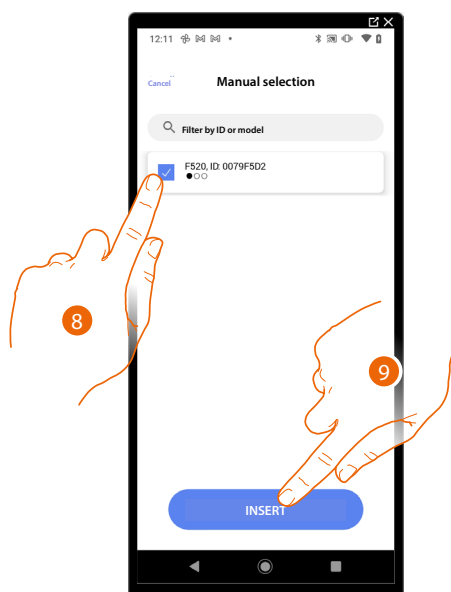 12:11
Cancel
Manual selection
Filter by ID or model
F520, ID: 0079F5D2
8
9
INSERT